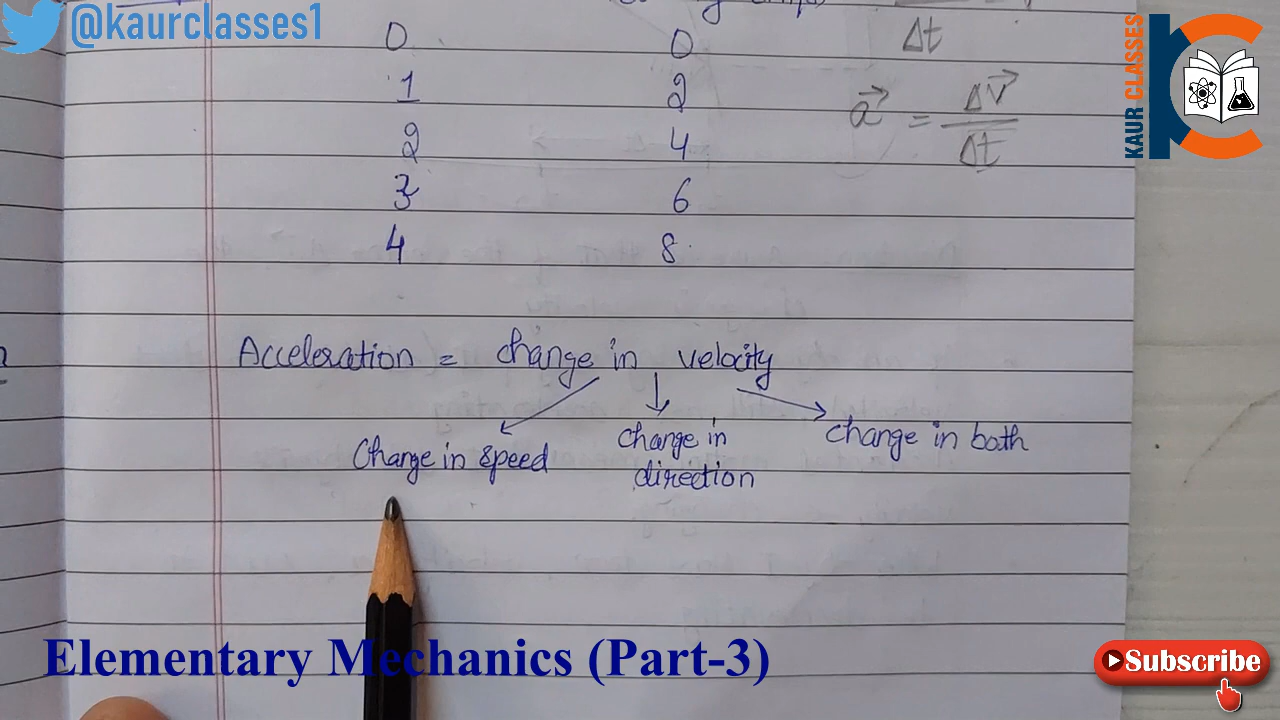 @kaurclasses1
0 0 Δt
1 2 a⃗ = Δv⃗ / Δt
2 4
3 6
4 8
Acceleration = change in velocity
Change in speed
change in
direction
change in both
KAUR CLASSES
Elementary Mechanics (Part-3)
Subscribe